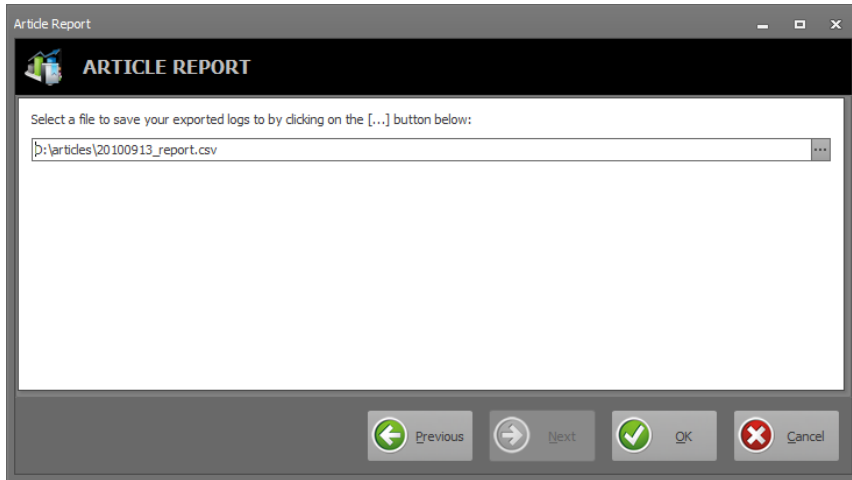 Article Report
ARTICLE REPORT
Select a file to save your exported logs to by clicking on the [...] button below:
D:\articles\20100913_report.csv
...
Previous
Next
OK
Cancel